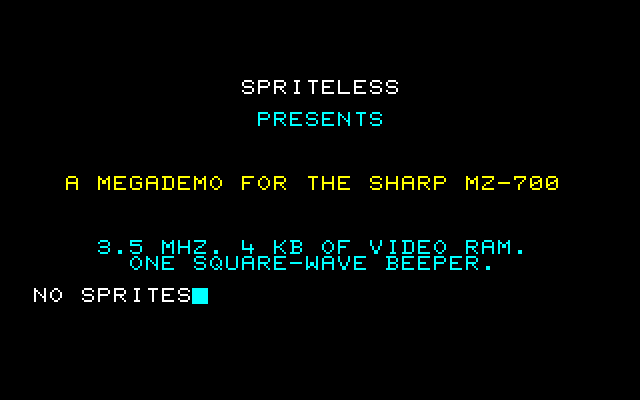 SPRITELESS
PRESENTS
A MEGADEMO FOR THE SHARP MZ-700
3.5 MHZ. 4 KB OF VIDEO RAM.
ONE SQUARE-WAVE BEEPER.
NO SPRITES